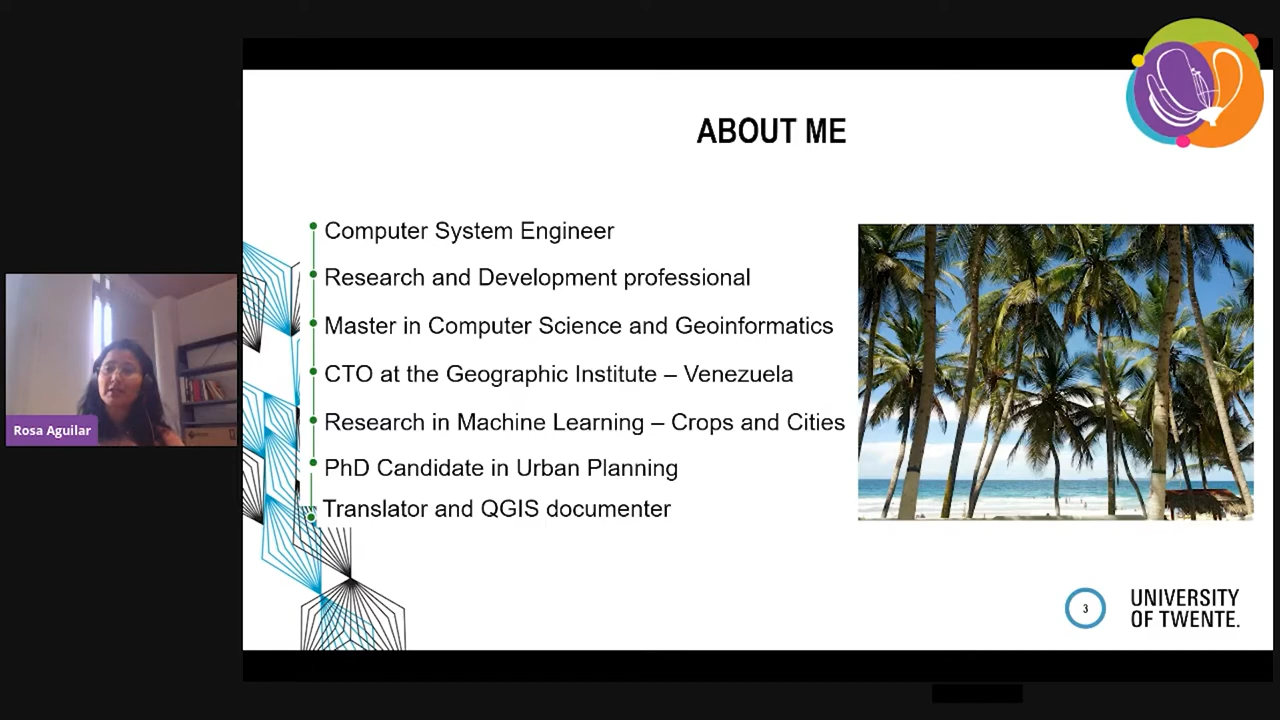 ABOUT ME
Computer System Engineer
Research and Development professional
Master in Computer Science and Geoinformatics
CTO at the Geographic Institute – Venezuela
Research in Machine Learning – Crops and Cities
PhD Candidate in Urban Planning
Translator and QGIS documenter
Rosa Aguilar
3
UNIVERSITY
OF TWENTE.